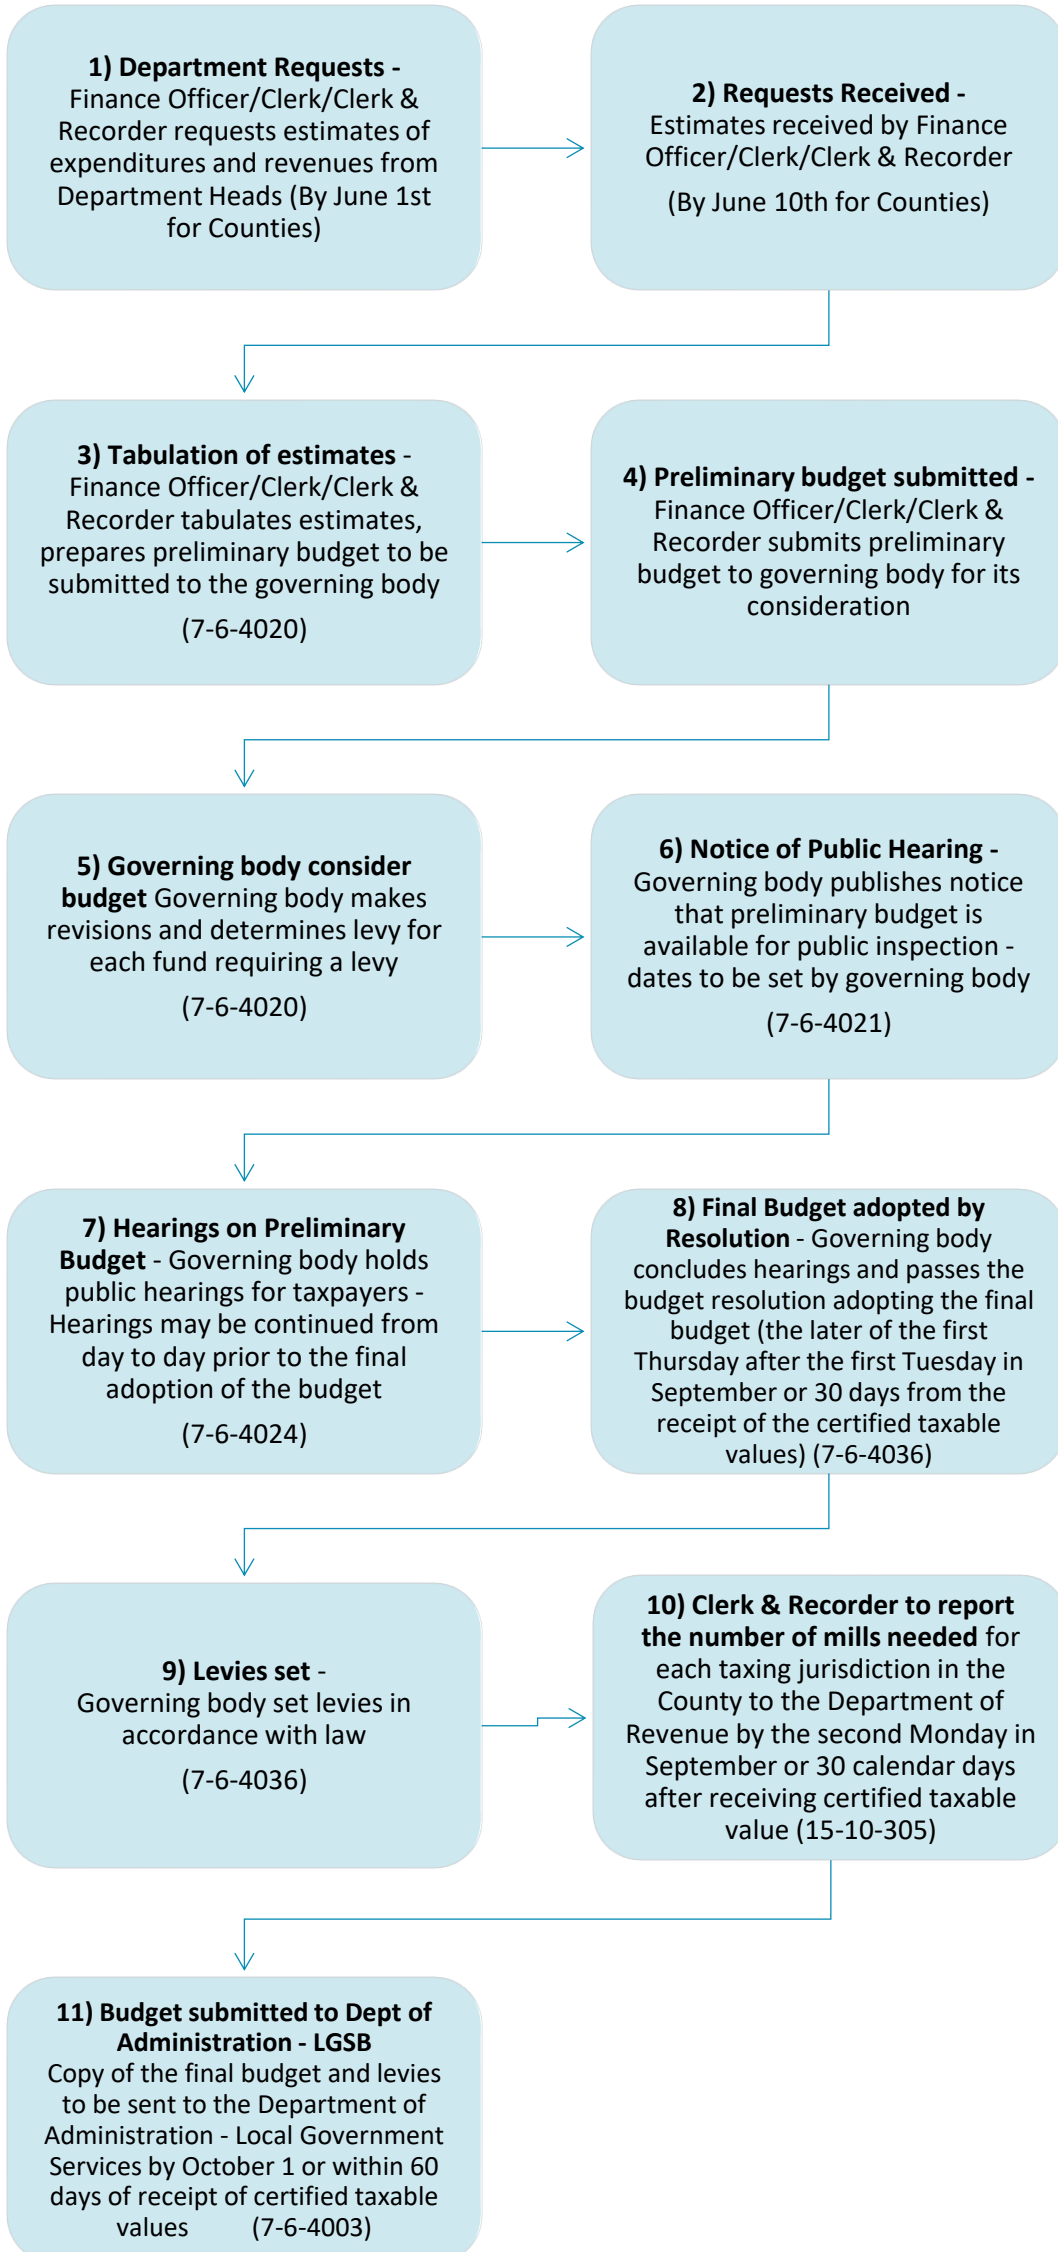 1) Department Requests -
Finance Officer/Clerk/Clerk &
Recorder requests estimates of
expenditures and revenues from
Department Heads (By June 1st
for Counties)
2) Requests Received -
Estimates received by Finance
Officer/Clerk/Clerk & Recorder
(By June 10th for Counties)
3) Tabulation of estimates -
Finance Officer/Clerk/Clerk &
Recorder tabulates estimates,
prepares preliminary budget to be
submitted to the governing body
(7-6-4020)
4) Preliminary budget submitted -
Finance Officer/Clerk/Clerk &
Recorder submits preliminary
budget to governing body for its
consideration
5) Governing body consider
budget Governing body makes
revisions and determines levy for
each fund requiring a levy
(7-6-4020)
6) Notice of Public Hearing -
Governing body publishes notice
that preliminary budget is
available for public inspection -
dates to be set by governing body
(7-6-4021)
7) Hearings on Preliminary
Budget - Governing body holds
public hearings for taxpayers -
Hearings may be continued from
day to day prior to the final
adoption of the budget
(7-6-4024)
8) Final Budget adopted by
Resolution - Governing body
concludes hearings and passes the
budget resolution adopting the final
budget (the later of the first
Thursday after the first Tuesday in
September or 30 days from the
receipt of the certified taxable
values) (7-6-4036)
9) Levies set -
Governing body set levies in
accordance with law
(7-6-4036)
10) Clerk & Recorder to report
the number of mills needed for
each taxing jurisdiction in the
County to the Department of
Revenue by the second Monday in
September or 30 calendar days
after receiving certified taxable
value (15-10-305)
11) Budget submitted to Dept of
Administration - LGSB
Copy of the final budget and levies
to be sent to the Department of
Administration - Local Government
Services by October 1 or within 60
days of receipt of certified taxable
values (7-6-4003)